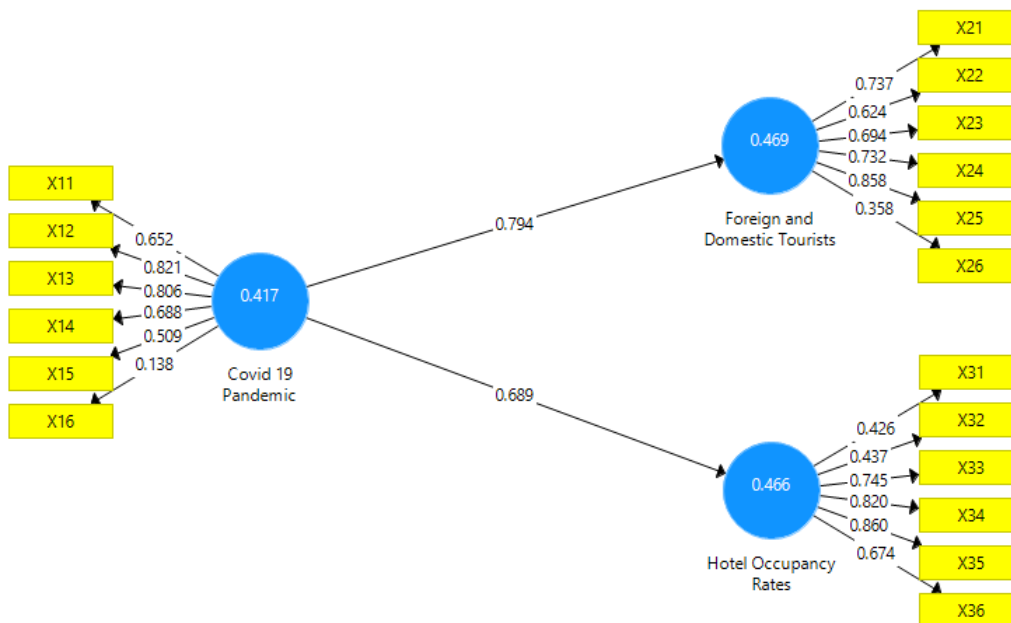 X11
X12
X13
X14
X15
X16
0.652
0.821
0.806
0.688
0.509
0.138
0.417
Covid 19
Pandemic
0.794
0.689
0.469
Foreign and
Domestic Tourists
0.737
0.624
0.694
0.732
0.858
0.358
X21
X22
X23
X24
X25
X26
0.466
Hotel Occupancy
Rates
0.426
0.437
0.745
0.820
0.860
0.674
X31
X32
X33
X34
X35
X36